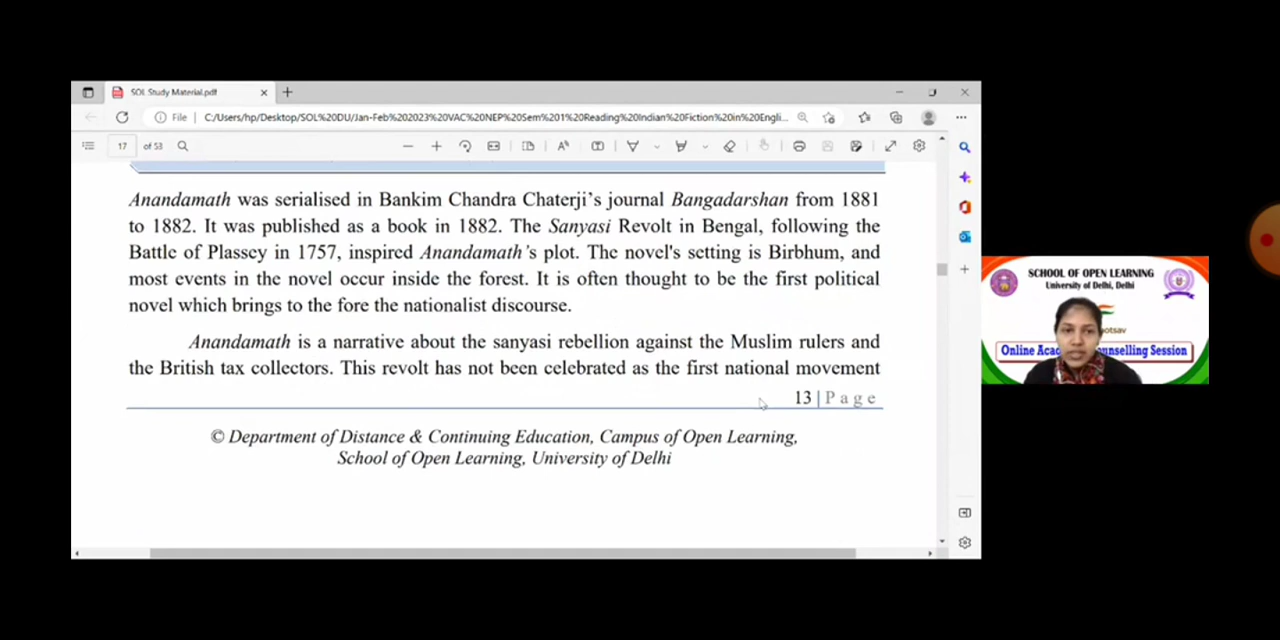 SOL Study Material.pdf
File
C:/Users/hp/Desktop/SOL%20DU/Jan-Feb%202023%20VAC%20NEP%20Sem%201%20Reading%20Indian%20Fiction%20in%20Engli...
17 of 53
Anandamath was serialised in Bankim Chandra Chaterji's journal Bangadarshan from 1881
to 1882. It was published as a book in 1882. The Sanyasi Revolt in Bengal, following the
Battle of Plassey in 1757, inspired Anandamath's plot. The novel's setting is Birbhum, and
most events in the novel occur inside the forest. It is often thought to be the first political
novel which brings to the fore the nationalist discourse.
Anandamath is a narrative about the sanyasi rebellion against the Muslim rulers and
the British tax collectors. This revolt has not been celebrated as the first national movement
13 | Page
© Department of Distance & Continuing Education, Campus of Open Learning,
School of Open Learning, University of Delhi
SCHOOL OF OPEN LEARNING
University of Delhi, Delhi
Online
Session